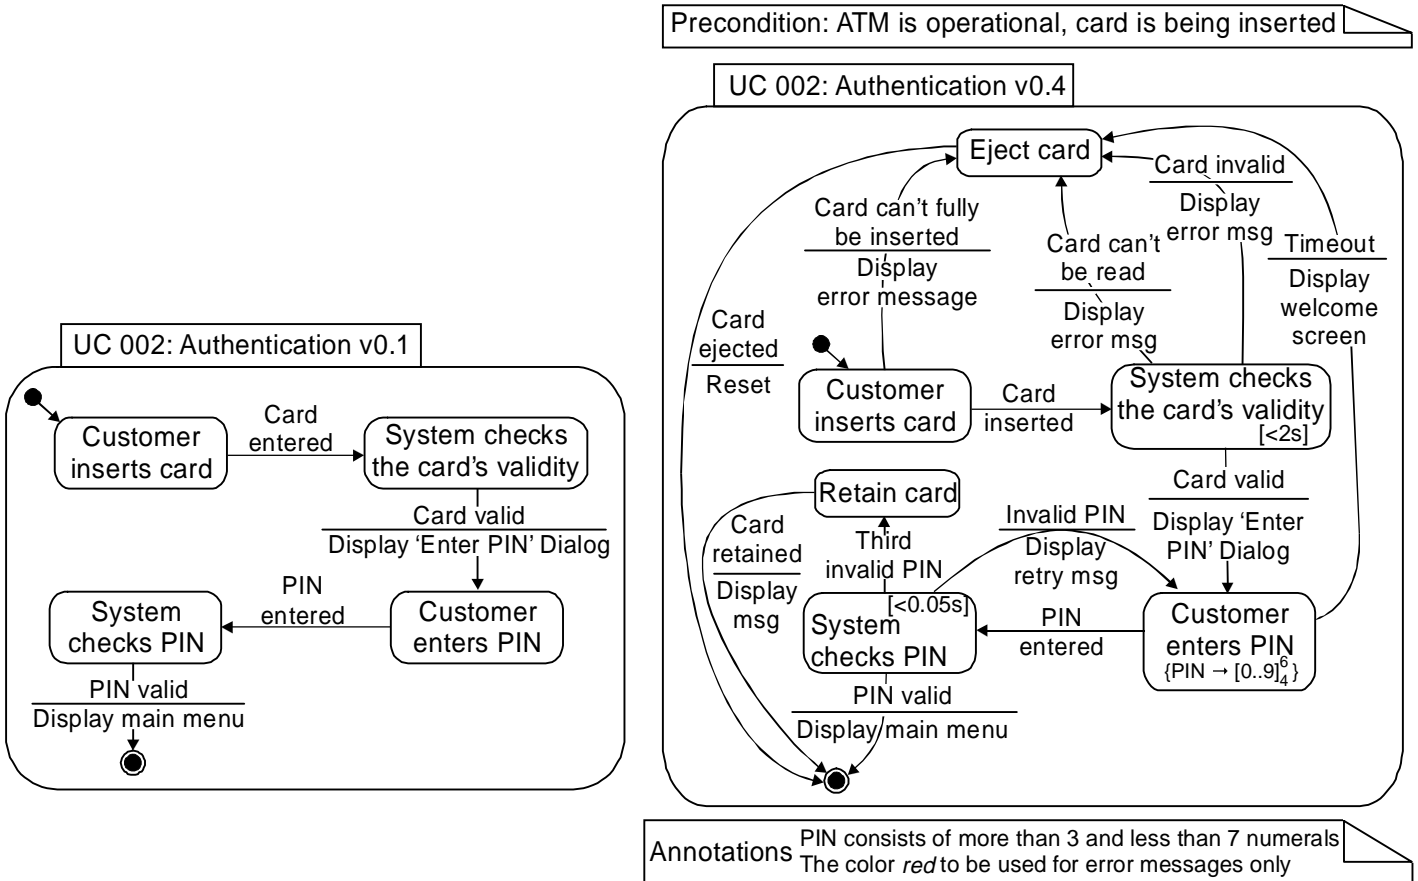 Precondition: ATM is operational, card is being inserted
UC 002: Authentication v0.1
Customer
inserts card
Card
entered
System checks
the card's validity
Card valid
Display 'Enter PIN' Dialog
Customer
enters PIN
PIN
entered
System
checks PIN
PIN valid
Display main menu
UC 002: Authentication v0.4
Eject card
Card can't fully
be inserted
Display
error message
Card can't
be read
Display
error msg
Card invalid
Display
error msg
Timeout
Display
welcome
screen
Card
ejected
Reset
Customer
inserts card
Card
inserted
System checks
the card's validity
[<2s]
Card valid
Display 'Enter
PIN' Dialog
Retain card
Card
retained
Display
msg
Third
invalid PIN
Invalid PIN
Display
retry msg
[<0.05s]
System
checks PIN
PIN
entered
Customer
enters PIN
{PIN → [0..9]₄⁶}
PIN valid
Display main menu
Annotations
PIN consists of more than 3 and less than 7 numerals
The color red to be used for error messages only